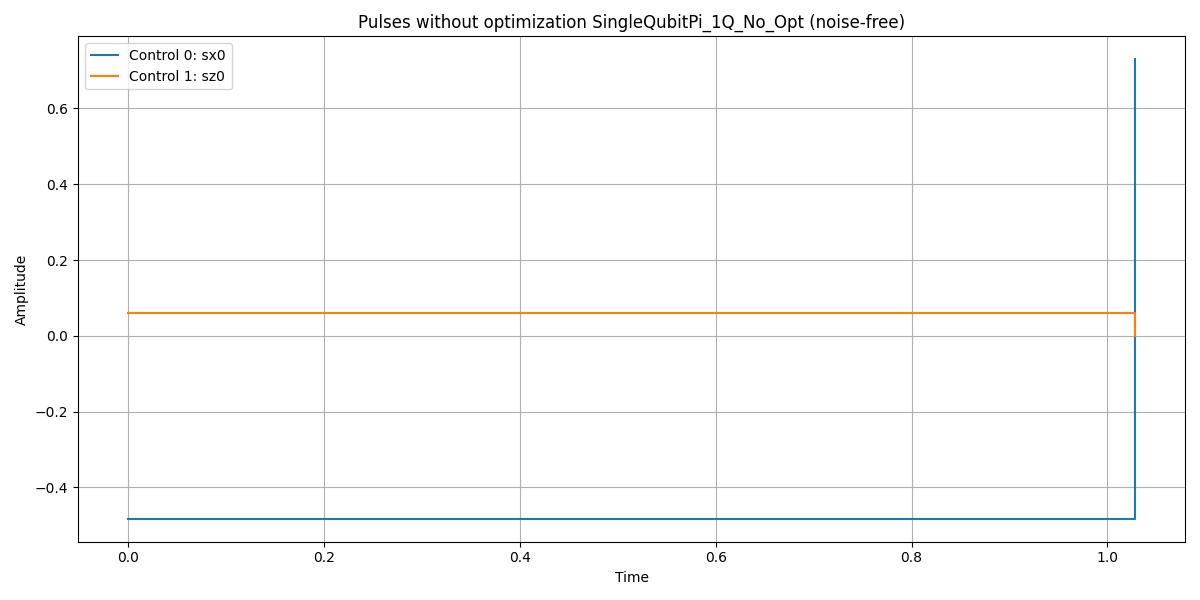 Pulses without optimization SingleQubitPi_1Q_No_Opt (noise-free)
Control 0: sx0
Control 1: sz0
Amplitude
0.6
0.4
0.2
0.0
−0.2
−0.4
0.0 0.2 0.4 0.6 0.8 1.0
Time